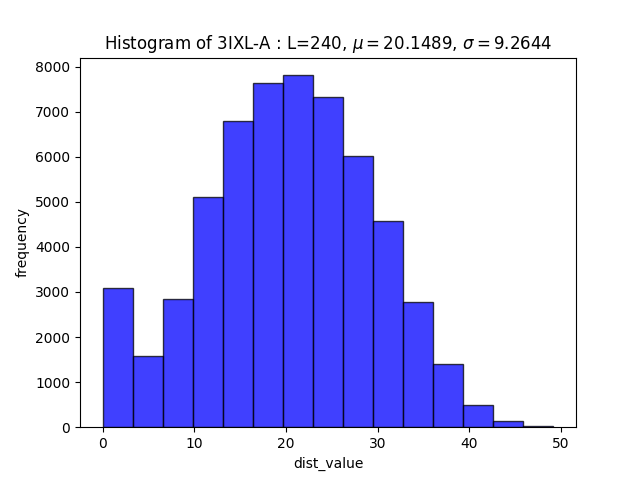 Histogram of 3IXL-A : L=240, μ = 20.1489, σ = 9.2644
8000
7000
6000
5000
4000
3000
2000
1000
0
frequency
0 10 20 30 40 50
dist_value